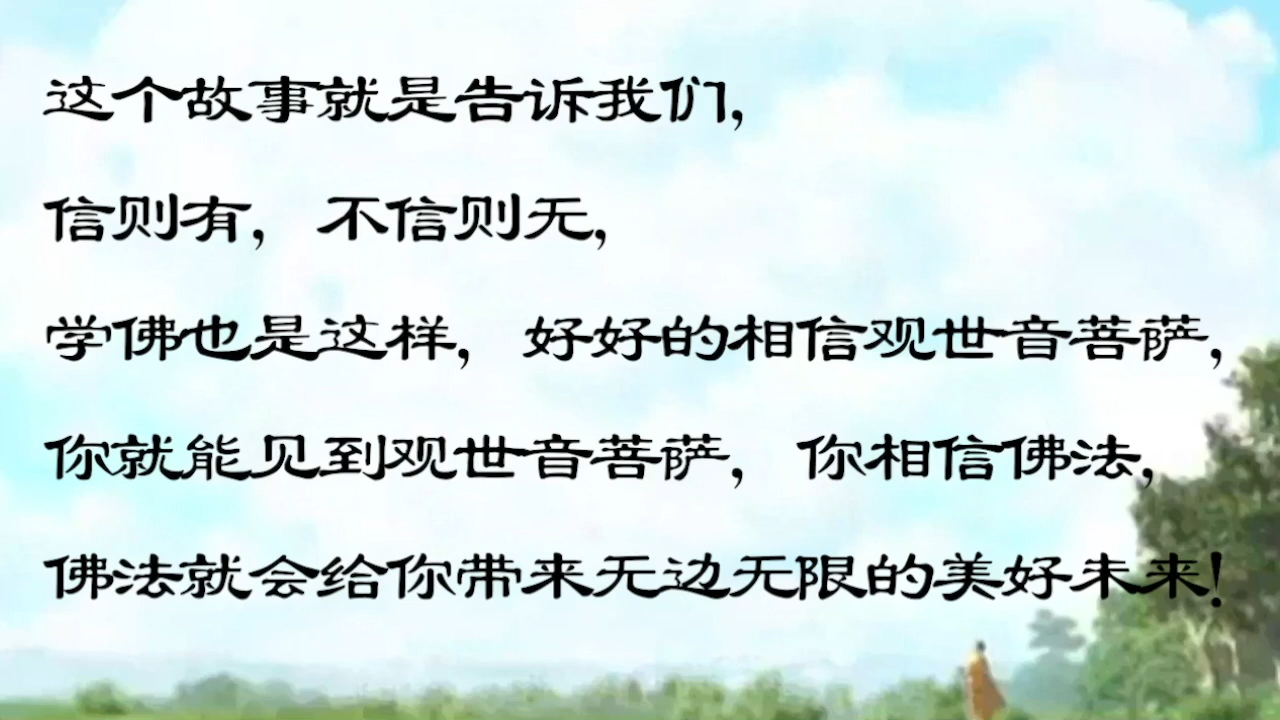 这个故事就是告诉我们，
信则有，不信则无，
学佛也是这样，好好的相信观世音菩萨，
你就能见到观世音菩萨，你相信佛法，
佛法就会给你带来无边无限的美好未来！